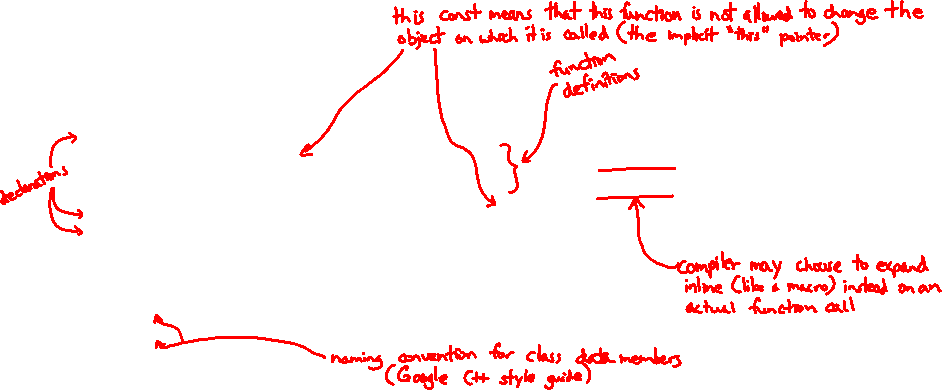 this const means that this function is not allowed to change the
object on which it is called (the implicit "this" pointer)
function
definitions
declarations
compiler may choose to expand
inline (like a macro) instead on an
actual function call
naming convention for class data members
(Google C++ style guide)